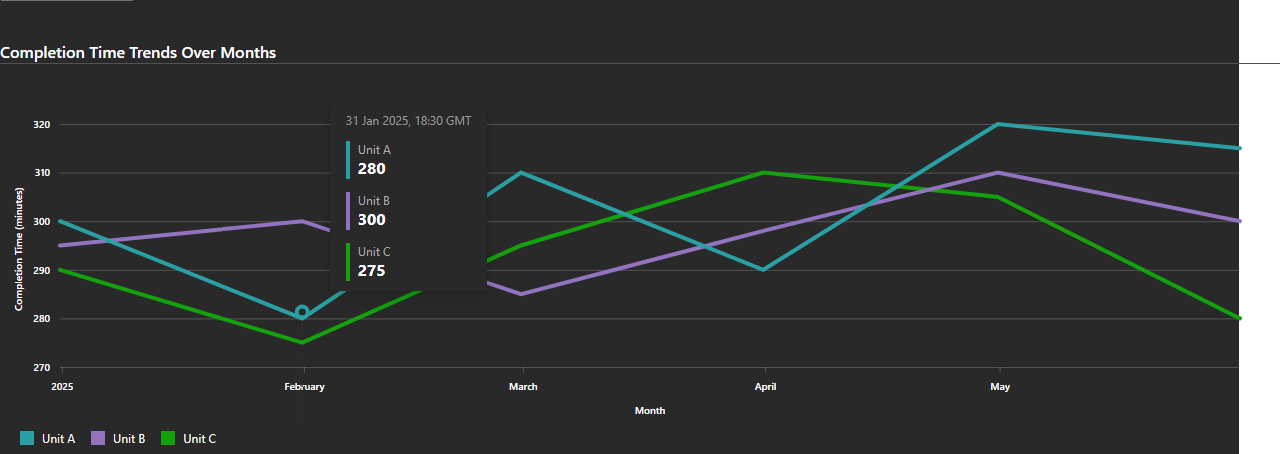 Completion Time Trends Over Months
31 Jan 2025, 18:30 GMT
Unit A
280
Unit B
300
Unit C
275
Completion Time (minutes)
320
310
300
290
280
270
2025 February March April May
Month
Unit A Unit B Unit C